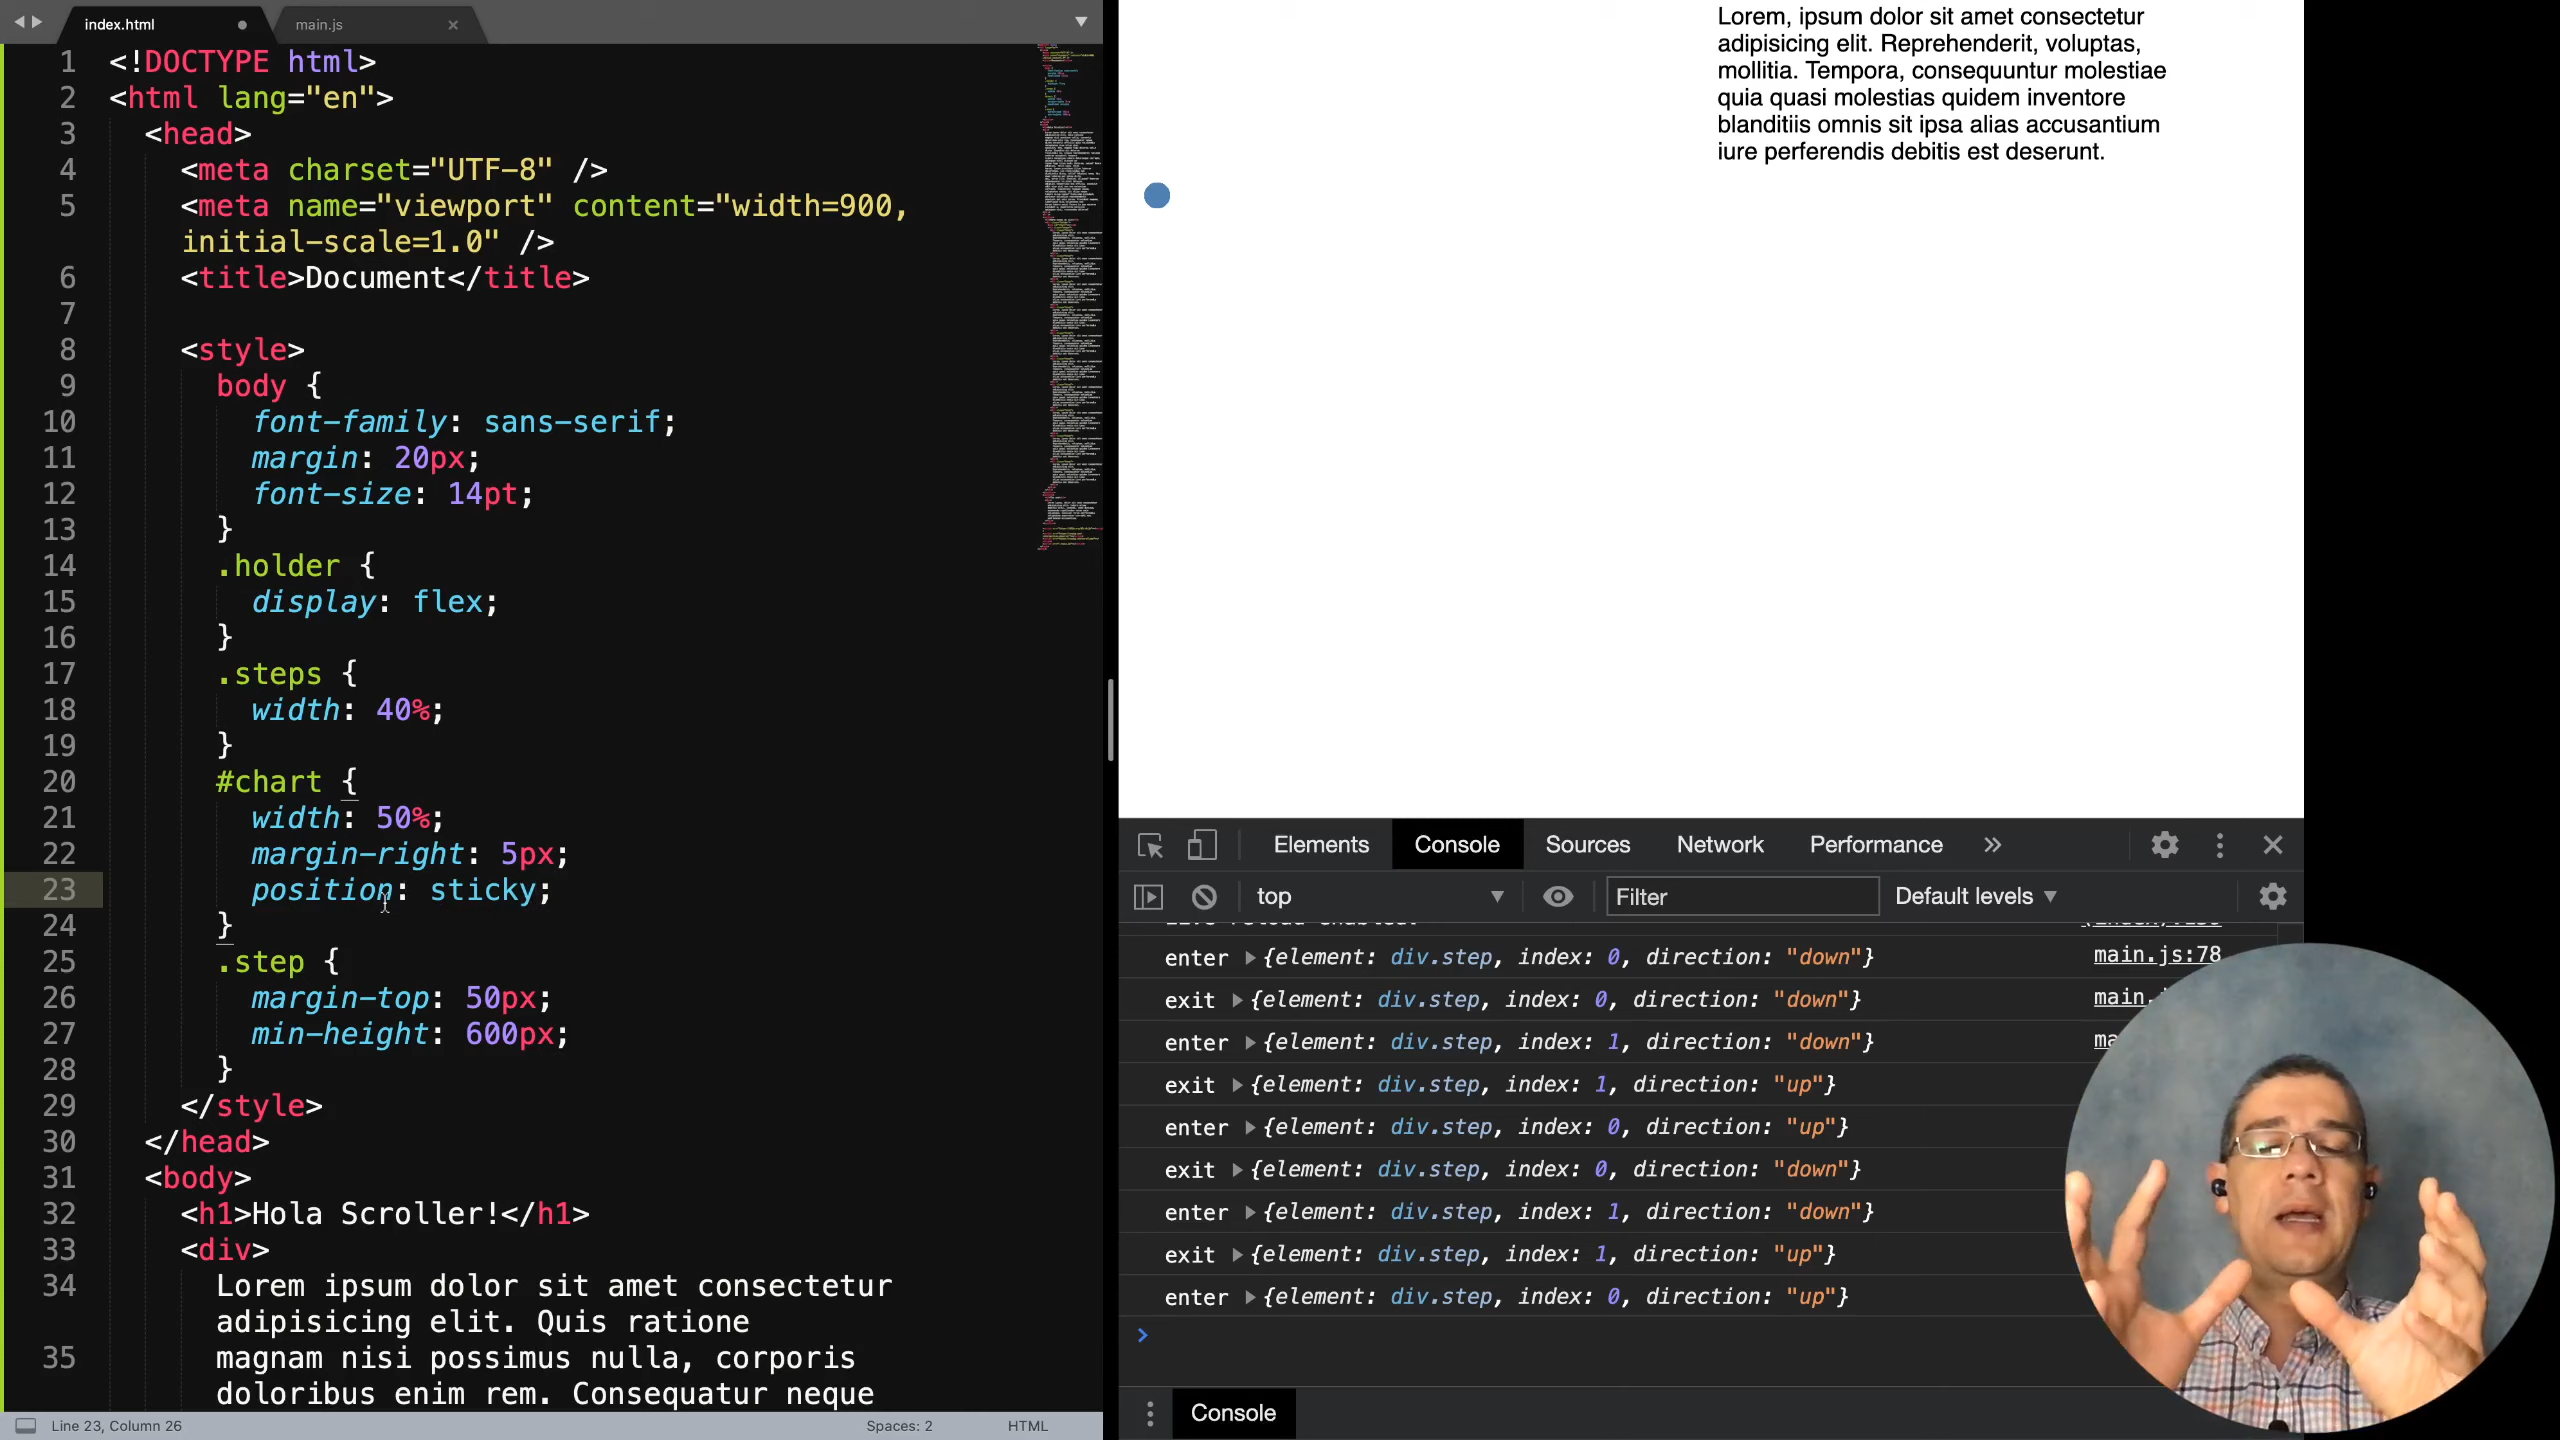 index.html
main.js
1 <!DOCTYPE html>
2 <html lang="en">
3 <head>
4 <meta charset="UTF-8" />
5 <meta name="viewport" content="width=900,
initial-scale=1.0" />
6 <title>Document</title>
7
8 <style>
9 body {
10 font-family: sans-serif;
11 margin: 20px;
12 font-size: 14pt;
13 }
14 .holder {
15 display: flex;
16 }
17 .steps {
18 width: 40%;
19 }
20 #chart {
21 width: 50%;
22 margin-right: 5px;
23 position: sticky;
24 }
25 .step {
26 margin-top: 50px;
27 min-height: 600px;
28 }
29 </style>
30 </head>
31 <body>
32 <h1>Hola Scroller!</h1>
33 <div>
34 Lorem ipsum dolor sit amet consectetur
adipisicing elit. Quis ratione
35 magnam nisi possimus nulla, corporis
doloribus enim rem. Consequatur neque
Line 23, Column 26
Spaces: 2
HTML
Lorem, ipsum dolor sit amet consectetur
adipisicing elit. Reprehenderit, voluptas,
mollitia. Tempora, consequuntur molestiae
quia quasi molestias quidem inventore
blanditiis omnis sit ipsa alias accusantium
iure perferendis debitis est deserunt.
Elements Console Sources Network Performance »
top Filter Default levels
enter {element: div.step, index: 0, direction: "down"} main.js:78
exit {element: div.step, index: 0, direction: "down"} main.
enter {element: div.step, index: 1, direction: "down"}
exit {element: div.step, index: 1, direction: "up"}
enter {element: div.step, index: 0, direction: "up"}
exit {element: div.step, index: 0, direction: "down"}
enter {element: div.step, index: 1, direction: "down"}
exit {element: div.step, index: 1, direction: "up"}
enter {element: div.step, index: 0, direction: "up"}
Console